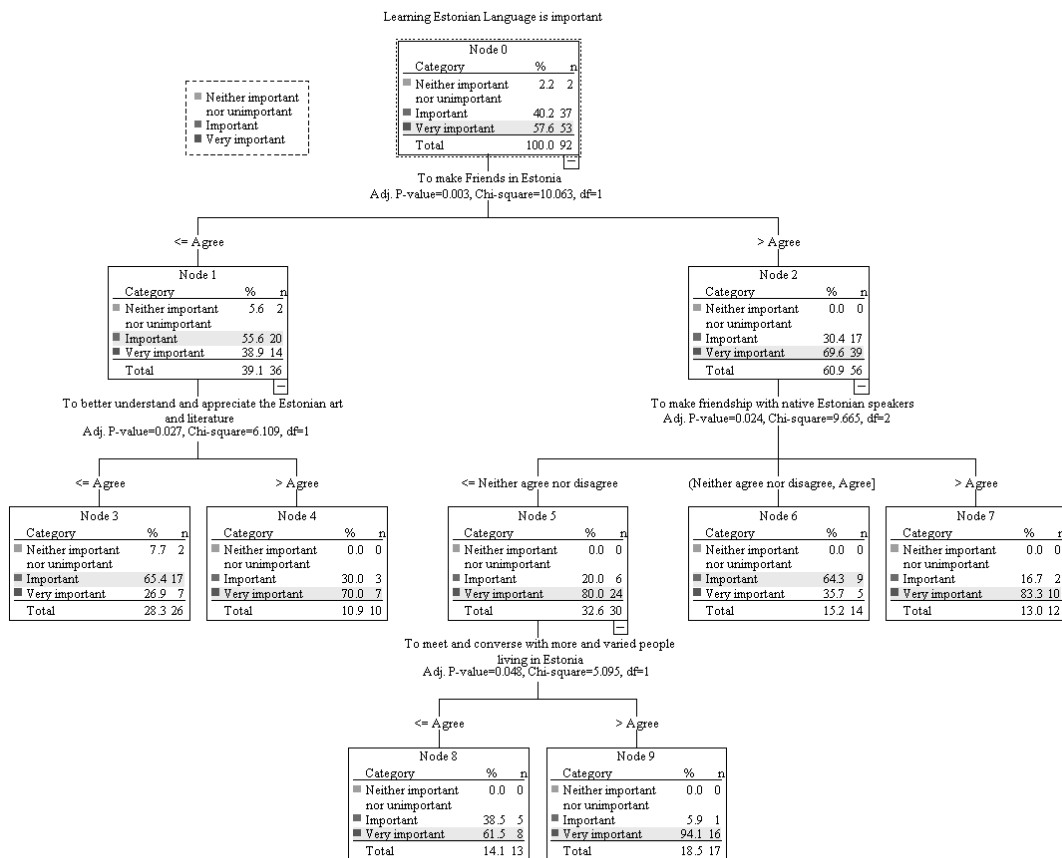 Learning Estonian Language is important
Neither important
nor unimportant
Important
Very important
Node 0
Category % n
Neither important 2.2 2
nor unimportant
Important 40.2 37
Very important 57.6 53
Total 100.0 92
To make Friends in Estonia
Adj. P-value=0.003, Chi-square=10.063, df=1
<= Agree
> Agree
Node 1
Category % n
Neither important 5.6 2
nor unimportant
Important 55.6 20
Very important 38.9 14
Total 39.1 36
Node 2
Category % n
Neither important 0.0 0
nor unimportant
Important 30.4 17
Very important 69.6 39
Total 60.9 56
To better understand and appreciate the Estonian art
and literature
Adj. P-value=0.027, Chi-square=6.109, df=1
To make friendship with native Estonian speakers
Adj. P-value=0.024, Chi-square=9.665, df=2
<= Agree
> Agree
<= Neither agree nor disagree
(Neither agree nor disagree, Agree]
> Agree
Node 3
Category % n
Neither important 7.7 2
nor unimportant
Important 65.4 17
Very important 26.9 7
Total 28.3 26
Node 4
Category % n
Neither important 0.0 0
nor unimportant
Important 30.0 3
Very important 70.0 7
Total 10.9 10
Node 5
Category % n
Neither important 0.0 0
nor unimportant
Important 20.0 6
Very important 80.0 24
Total 32.6 30
Node 6
Category % n
Neither important 0.0 0
nor unimportant
Important 64.3 9
Very important 35.7 5
Total 15.2 14
Node 7
Category % n
Neither important 0.0 0
nor unimportant
Important 16.7 2
Very important 83.3 10
Total 13.0 12
To meet and converse with more and varied people
living in Estonia
Adj. P-value=0.048, Chi-square=5.095, df=1
<= Agree
> Agree
Node 8
Category % n
Neither important 0.0 0
nor unimportant
Important 38.5 5
Very important 61.5 8
Total 14.1 13
Node 9
Category % n
Neither important 0.0 0
nor unimportant
Important 5.9 1
Very important 94.1 16
Total 18.5 17